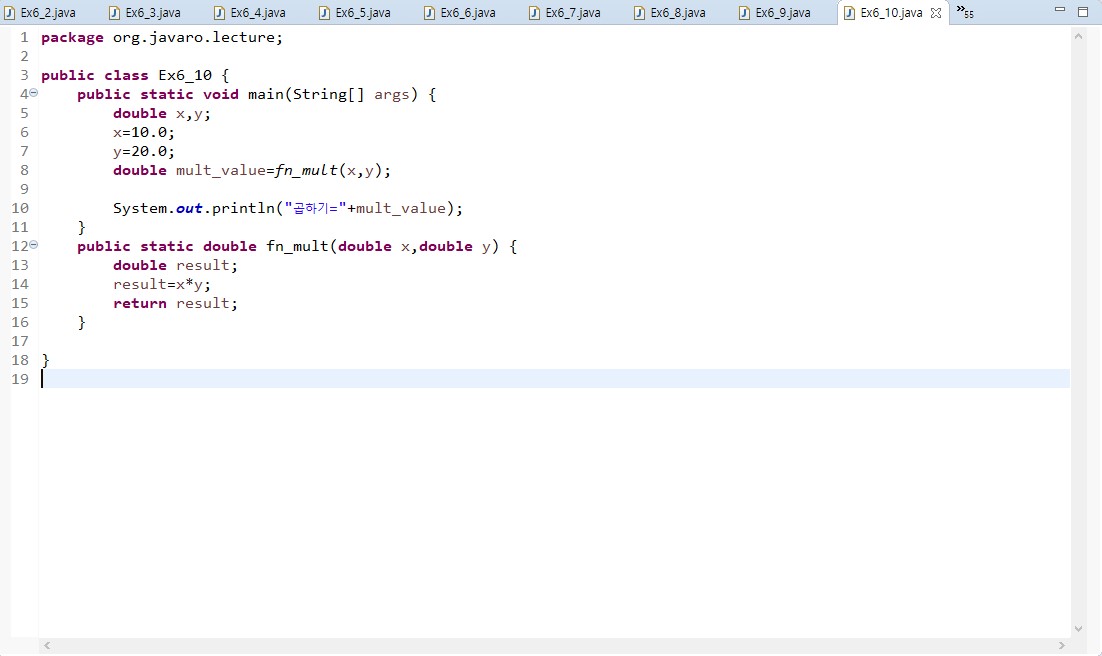 Ex6_2.java Ex6_3.java Ex6_4.java Ex6_5.java Ex6_6.java Ex6_7.java Ex6_8.java Ex6_9.java Ex6_10.java »55
1 package org.javaro.lecture;
2
3 public class Ex6_10 {
4     public static void main(String[] args) {
5         double x,y;
6         x=10.0;
7         y=20.0;
8         double mult_value=fn_mult(x,y);
9
10         System.out.println("곱하기="+mult_value);
11     }
12     public static double fn_mult(double x,double y) {
13         double result;
14         result=x*y;
15         return result;
16     }
17
18 }
19